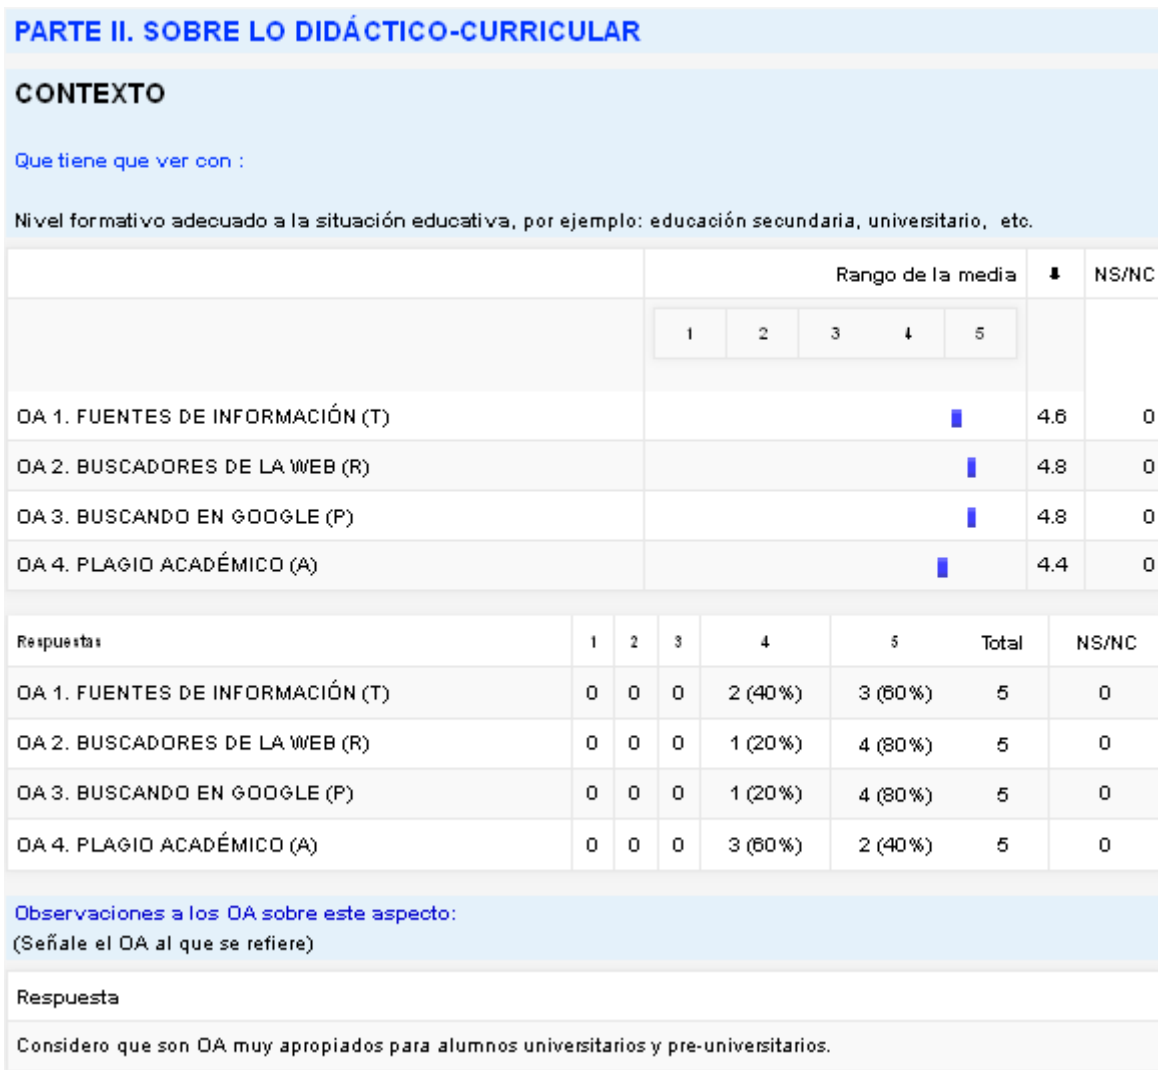 PARTE II. SOBRE LO DIDÁCTICO-CURRICULAR
CONTEXTO
Que tiene que ver con :
Nivel formativo adecuado a la situación educativa, por ejemplo: educación secundaria, universitario, etc.
Rango de la media ⬇ NS/NC
1 2 3 4 5
OA 1. FUENTES DE INFORMACIÓN (T) 4.6 0
OA 2. BUSCADORES DE LA WEB (R) 4.8 0
OA 3. BUSCANDO EN GOOGLE (P) 4.8 0
OA 4. PLAGIO ACADÉMICO (A) 4.4 0
Respuestas 1 2 3 4 5 Total NS/NC
OA 1. FUENTES DE INFORMACIÓN (T) 0 0 0 2 (40%) 3 (60%) 5 0
OA 2. BUSCADORES DE LA WEB (R) 0 0 0 1 (20%) 4 (80%) 5 0
OA 3. BUSCANDO EN GOOGLE (P) 0 0 0 1 (20%) 4 (80%) 5 0
OA 4. PLAGIO ACADÉMICO (A) 0 0 0 3 (60%) 2 (40%) 5 0
Observaciones a los OA sobre este aspecto:
(Señale el OA al que se refiere)
Respuesta
Considero que son OA muy apropiados para alumnos universitarios y pre-universitarios.